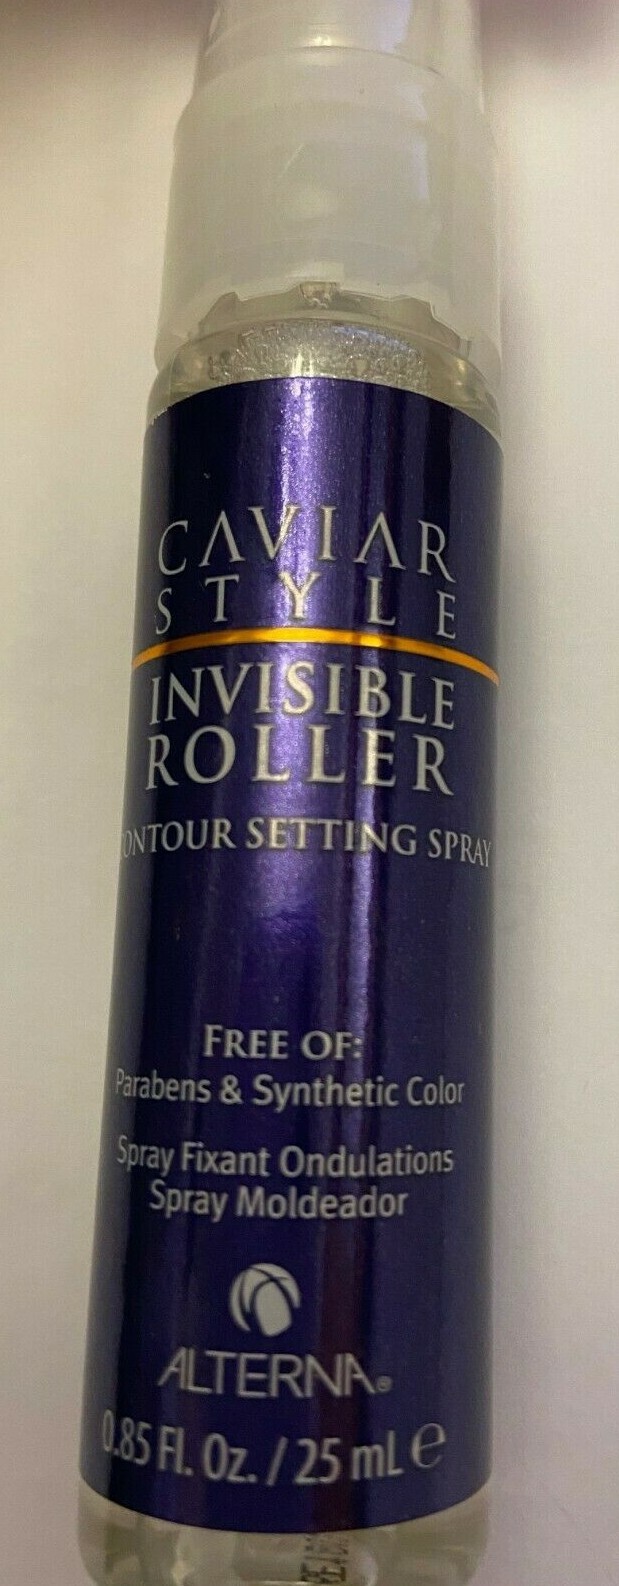 CAVIAR
STYLE
INVISIBLE
ROLLER
CONTOUR SETTING SPRAY
FREE OF:
Parabens & Synthetic Color
Spray Fixant Ondulations
Spray Moldeador
ALTERNA®
0.85 Fl. Oz. / 25 mL ℮